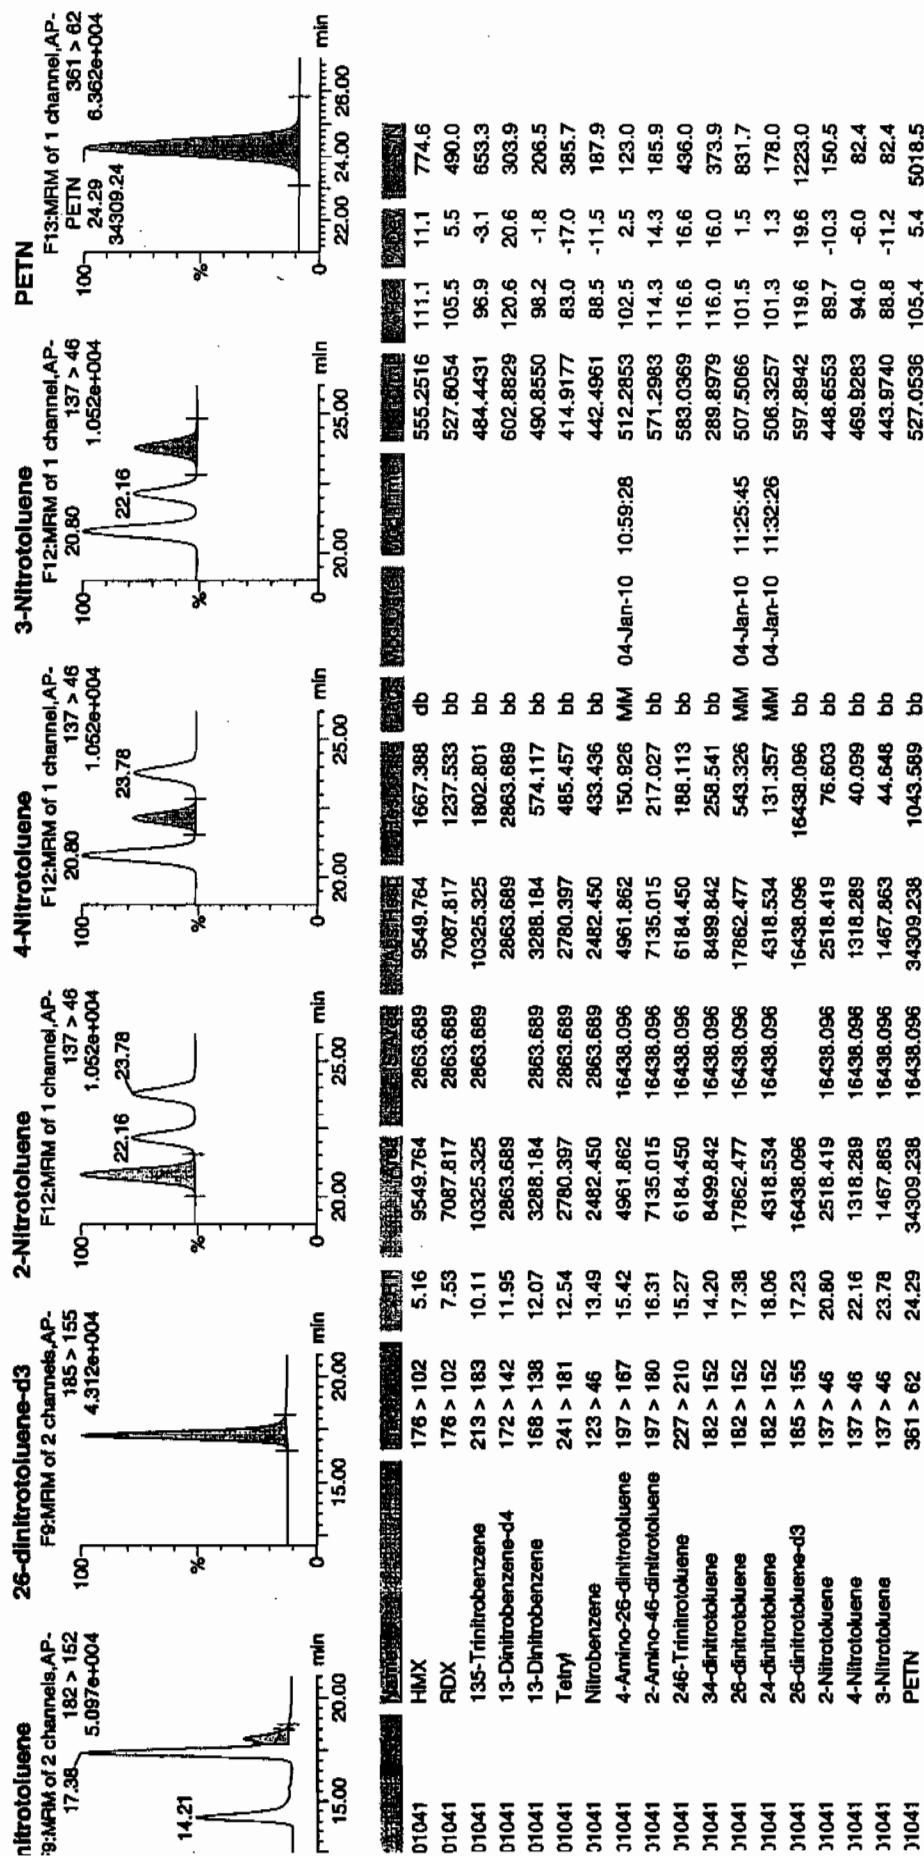 nitrotoluene
F9:MRM of 2 channels,AP-
182 > 152
17.38
5.097e+004
14.21
15.00 20.00 min
26-dinitrotoluene-d3
F9:MRM of 2 channels,AP-
185 > 155
4.312e+004
100
%
0
15.00 20.00 min
2-Nitrotoluene
F12:MRM of 1 channel,AP-
137 > 46
1.052e+004
22.16 23.78
100
%
0
20.00 25.00 min
4-Nitrotoluene
F12:MRM of 1 channel,AP-
20.80 137 > 46
1.052e+004
23.78
100
%
0
20.00 25.00 min
3-Nitrotoluene
F12:MRM of 1 channel,AP-
20.80 137 > 46
1.052e+004
22.16
100
%
0
20.00 25.00 min
PETN
F13:MRM of 1 channel,AP-
PETN 361 > 62
24.29 6.362e+004
34309.24
100
%
0
22.00 24.00 26.00 min
01041 HMX 176 > 102 5.16 9549.764 2863.689 9549.764 1667.388 db 555.2516 111.1 11.1 774.6
01041 RDX 176 > 102 7.53 7087.817 2863.689 7087.817 1237.533 bb 527.6054 105.5 5.5 490.0
01041 135-Trinitrobenzene 213 > 183 10.11 10325.325 2863.689 10325.325 1802.801 bb 484.4431 96.9 -3.1 653.3
01041 13-Dinitrobenzene-d4 172 > 142 11.95 2863.689 2863.689 2863.689 bb 602.8829 120.6 20.6 303.9
01041 13-Dinitrobenzene 168 > 138 12.07 3288.184 2863.689 3288.184 574.117 bb 490.8550 98.2 -1.8 206.5
01041 Tetryl 241 > 181 12.54 2780.397 2863.689 2780.397 485.457 bb 414.9177 83.0 -17.0 385.7
01041 Nitrobenzene 123 > 46 13.49 2482.450 2863.689 2482.450 433.436 bb 442.4961 88.5 -11.5 187.9
01041 4-Amino-26-dinitrotoluene 197 > 167 15.42 4961.862 16438.096 4961.862 150.926 MM 04-Jan-10 10:59:28 512.2853 102.5 2.5 123.0
01041 2-Amino-46-dinitrotoluene 197 > 180 16.31 7135.015 16438.096 7135.015 217.027 bb 571.2983 114.3 14.3 185.9
01041 246-Trinitrotoluene 227 > 210 15.27 6184.450 16438.096 6184.450 188.113 bb 583.0369 116.6 16.6 436.0
01041 34-dinitrotoluene 182 > 152 14.20 8499.842 16438.096 8499.842 258.541 bb 289.8979 116.0 16.0 373.9
01041 26-dinitrotoluene 182 > 152 17.38 17862.477 16438.096 17862.477 543.326 MM 04-Jan-10 11:25:45 507.5066 101.5 1.5 831.7
01041 24-dinitrotoluene 182 > 152 18.06 4318.534 16438.096 4318.534 131.357 MM 04-Jan-10 11:32:26 506.3257 101.3 1.3 178.0
01041 26-dinitrotoluene-d3 185 > 155 17.23 16438.096 16438.096 16438.096 bb 597.8942 119.6 19.6 1223.0
01041 2-Nitrotoluene 137 > 46 20.80 2518.419 16438.096 2518.419 76.603 bb 448.6553 89.7 -10.3 150.5
01041 4-Nitrotoluene 137 > 46 22.16 1318.289 16438.096 1318.289 40.099 bb 469.9283 94.0 -6.0 82.4
01041 3-Nitrotoluene 137 > 46 23.78 1467.863 16438.096 1467.863 44.648 bb 443.9740 88.8 -11.2 82.4
01041 PETN 361 > 62 24.29 34309.238 16438.096 34309.238 1043.589 bb 527.0536 105.4 5.4 5018.5